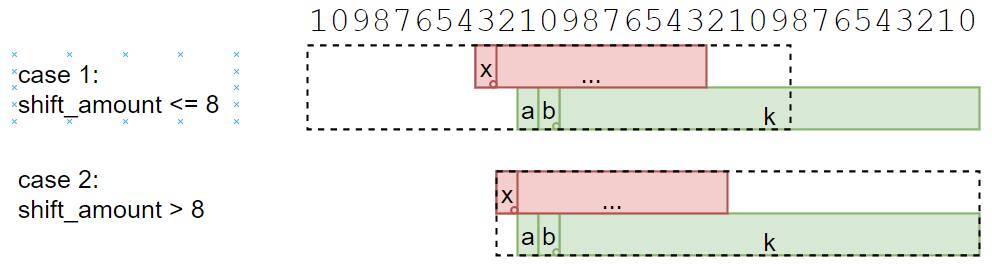 10987654321098765432109876543210
case 1:
shift_amount <= 8
x
...
a b
k
case 2:
shift_amount > 8
x
...
a b
k